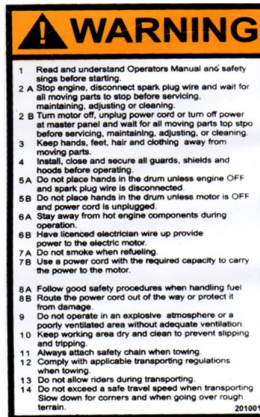 WARNING
1 Read and understand Operators Manual and safety
sings before starting.
2 A Stop engine, disconnect spark plug wire and wait for
all moving parts to stop before servicing,
maintaining, adjusting or cleaning.
2 B Turn motor off, unplug power cord or turn off power
at master panel and wait for all moving parts top stpo
before servicing, maintaining, adjusting, or cleaning.
3 Keep hands, feet, hair and clothing away from
moving parts.
4 Install, close and secure all guards, shields and
hoods before operating.
5A Do not place hands in the drum unless engine OFF
and spark plug wire is disconnected.
5B Do not place hands in the drum unless motor is OFF
and power cord is unplugged.
6A Stay away from hot engine components during
operation.
6B Have licenced electrician wire up provide
power to the electric motor.
7A Do not smoke when refueling.
7B Use a power cord with the required capacity to carry
the power to the motor.
8A Follow good safety procedures when handling fuel
8B Route the power cord out of the way or protect it
from damage.
9 Do not operate in an explosive atmosphere or a
poorly ventilated area without adequate ventilation
10 Keep working area dry and clean to prevent slipping
and tripping.
11 Always attach safety chain when towing.
12 Comply with applicable transporting regulations
when towing.
13 Do not allow riders during transporting.
14 Do not exceed a safe travel speed when transporting
Slow down for corners and when going over rough
terrain.
201001